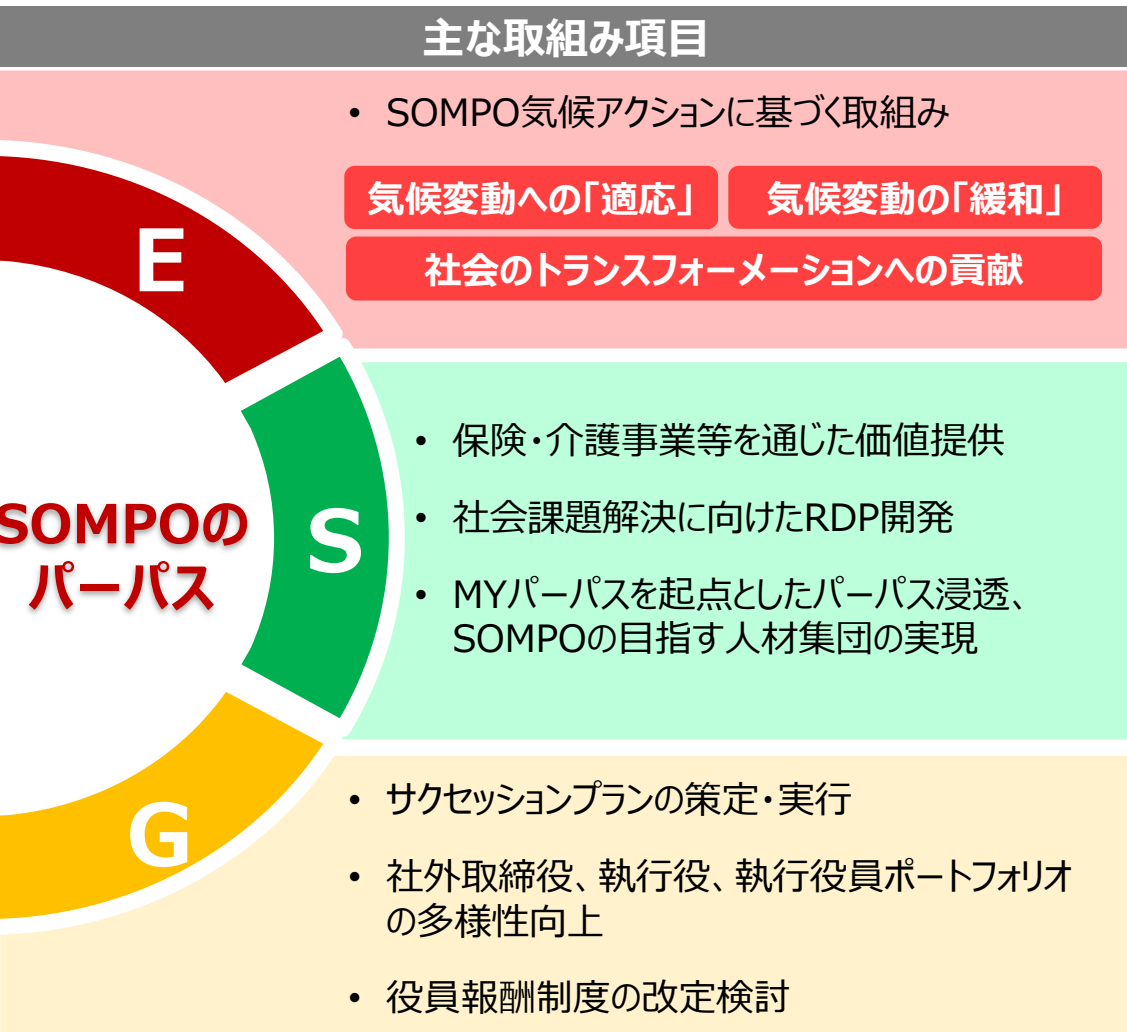 主な取組み項目
• SOMPO気候アクションに基づく取組み
気候変動への「適応」
気候変動の「緩和」
社会のトランスフォーメーションへの貢献
E
• 保険・介護事業等を通じた価値提供
• 社会課題解決に向けたRDP開発
• MYパーパスを起点としたパーパス浸透、
SOMPOの目指す人材集団の実現
S
SOMPOの
パーパス
• サクセッションプランの策定・実行
• 社外取締役、執行役、執行役員ポートフォリオ
の多様性向上
• 役員報酬制度の改定検討
G